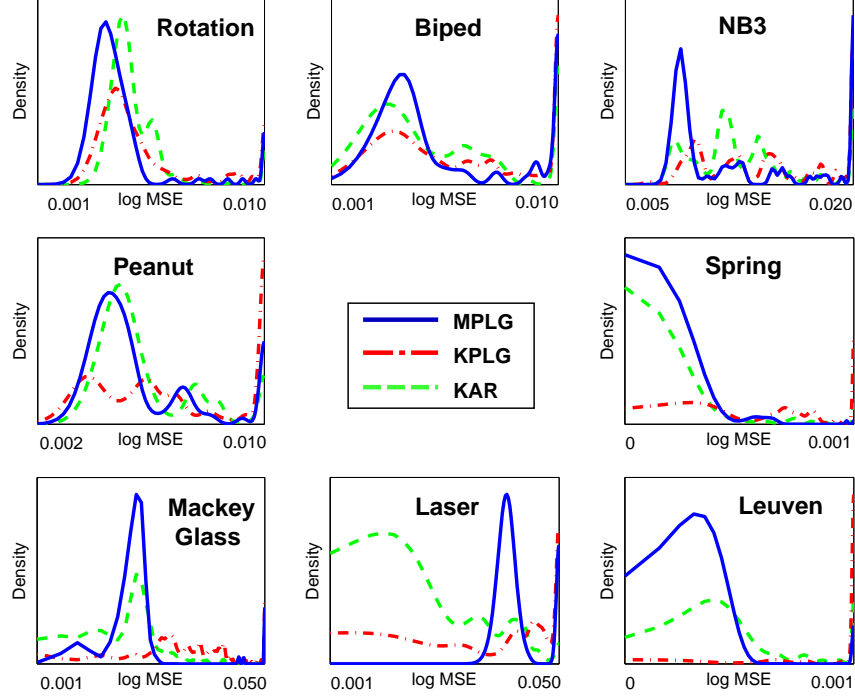 Rotation
Density
0.001
log MSE
0.010
Biped
Density
0.001
log MSE
0.010
NB3
Density
0.005
log MSE
0.020
Peanut
Density
0.002
log MSE
0.010
MPLG
KPLG
KAR
Spring
Density
0
log MSE
0.001
Mackey
Glass
Density
0.001
log MSE
0.050
Laser
Density
0.001
log MSE
0.050
Leuven
Density
0
log MSE
0.001